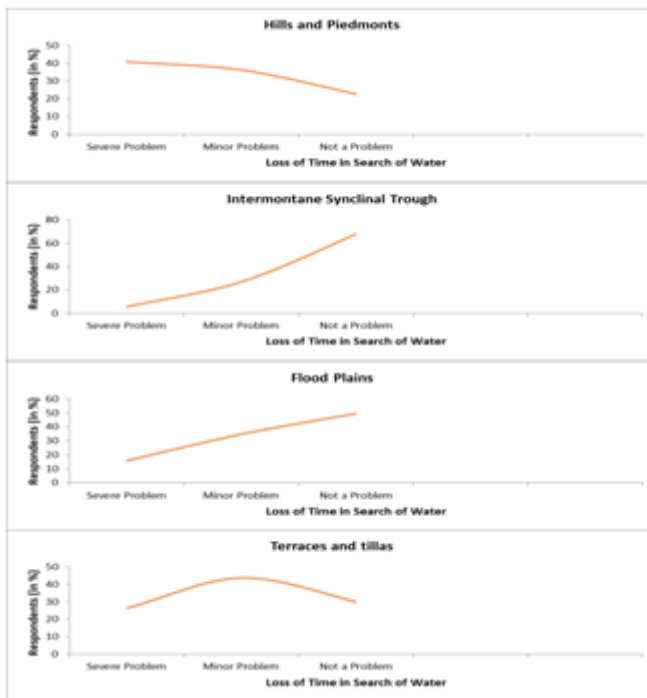 Hills and Piedmonts
Respondents (in %)
50
40
30
20
10
0
Severe Problem Minor Problem Not a Problem
Loss of Time in Search of Water
Intermontane Synclinal Trough
Respondents (in %)
80
60
40
20
0
Severe Problem Minor Problem Not a Problem
Loss of Time in Search of Water
Flood Plains
Respondents (in %)
60
50
40
30
20
10
0
Severe Problem Minor Problem Not a Problem
Loss of Time in Search of Water
Terraces and tillas
Respondents (in %)
50
40
30
20
10
0
Severe Problem Minor Problem Not a Problem
Loss of Time in Search of Water